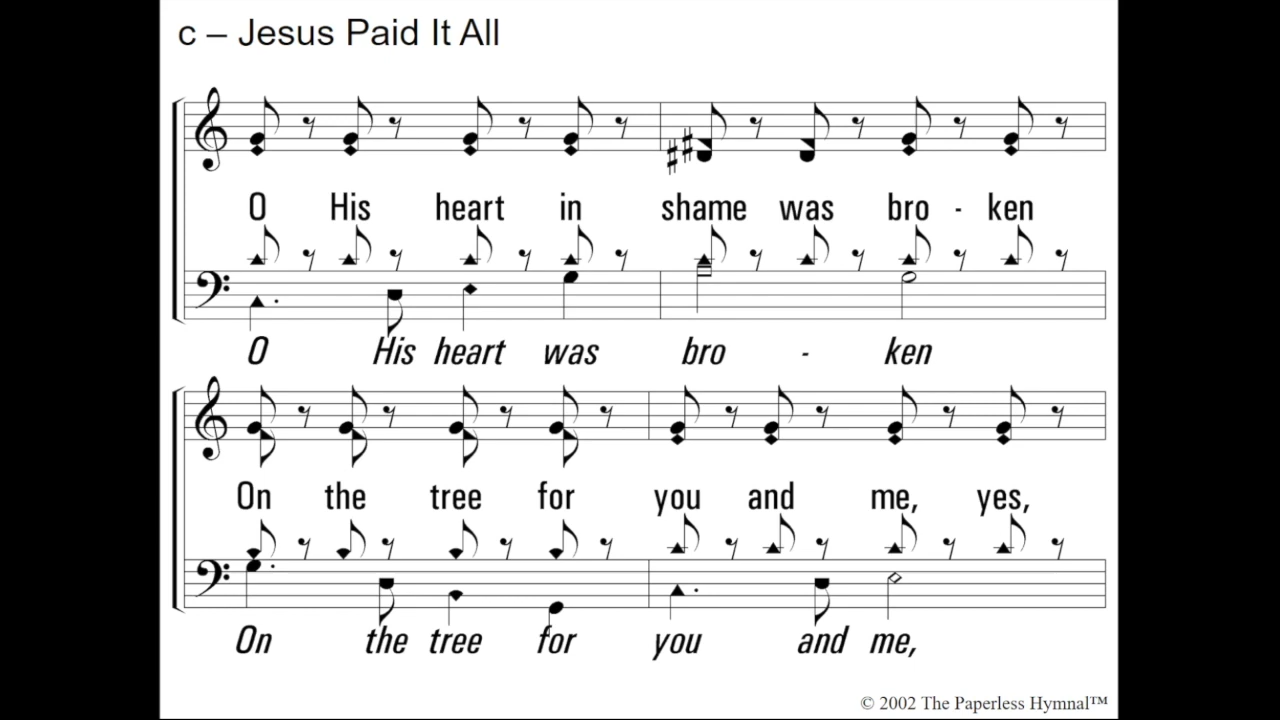 c – Jesus Paid It All
O His heart in shame was bro - ken
O His heart was bro - ken
On the tree for you and me, yes,
On the tree for you and me,
© 2002 The Paperless Hymnal™